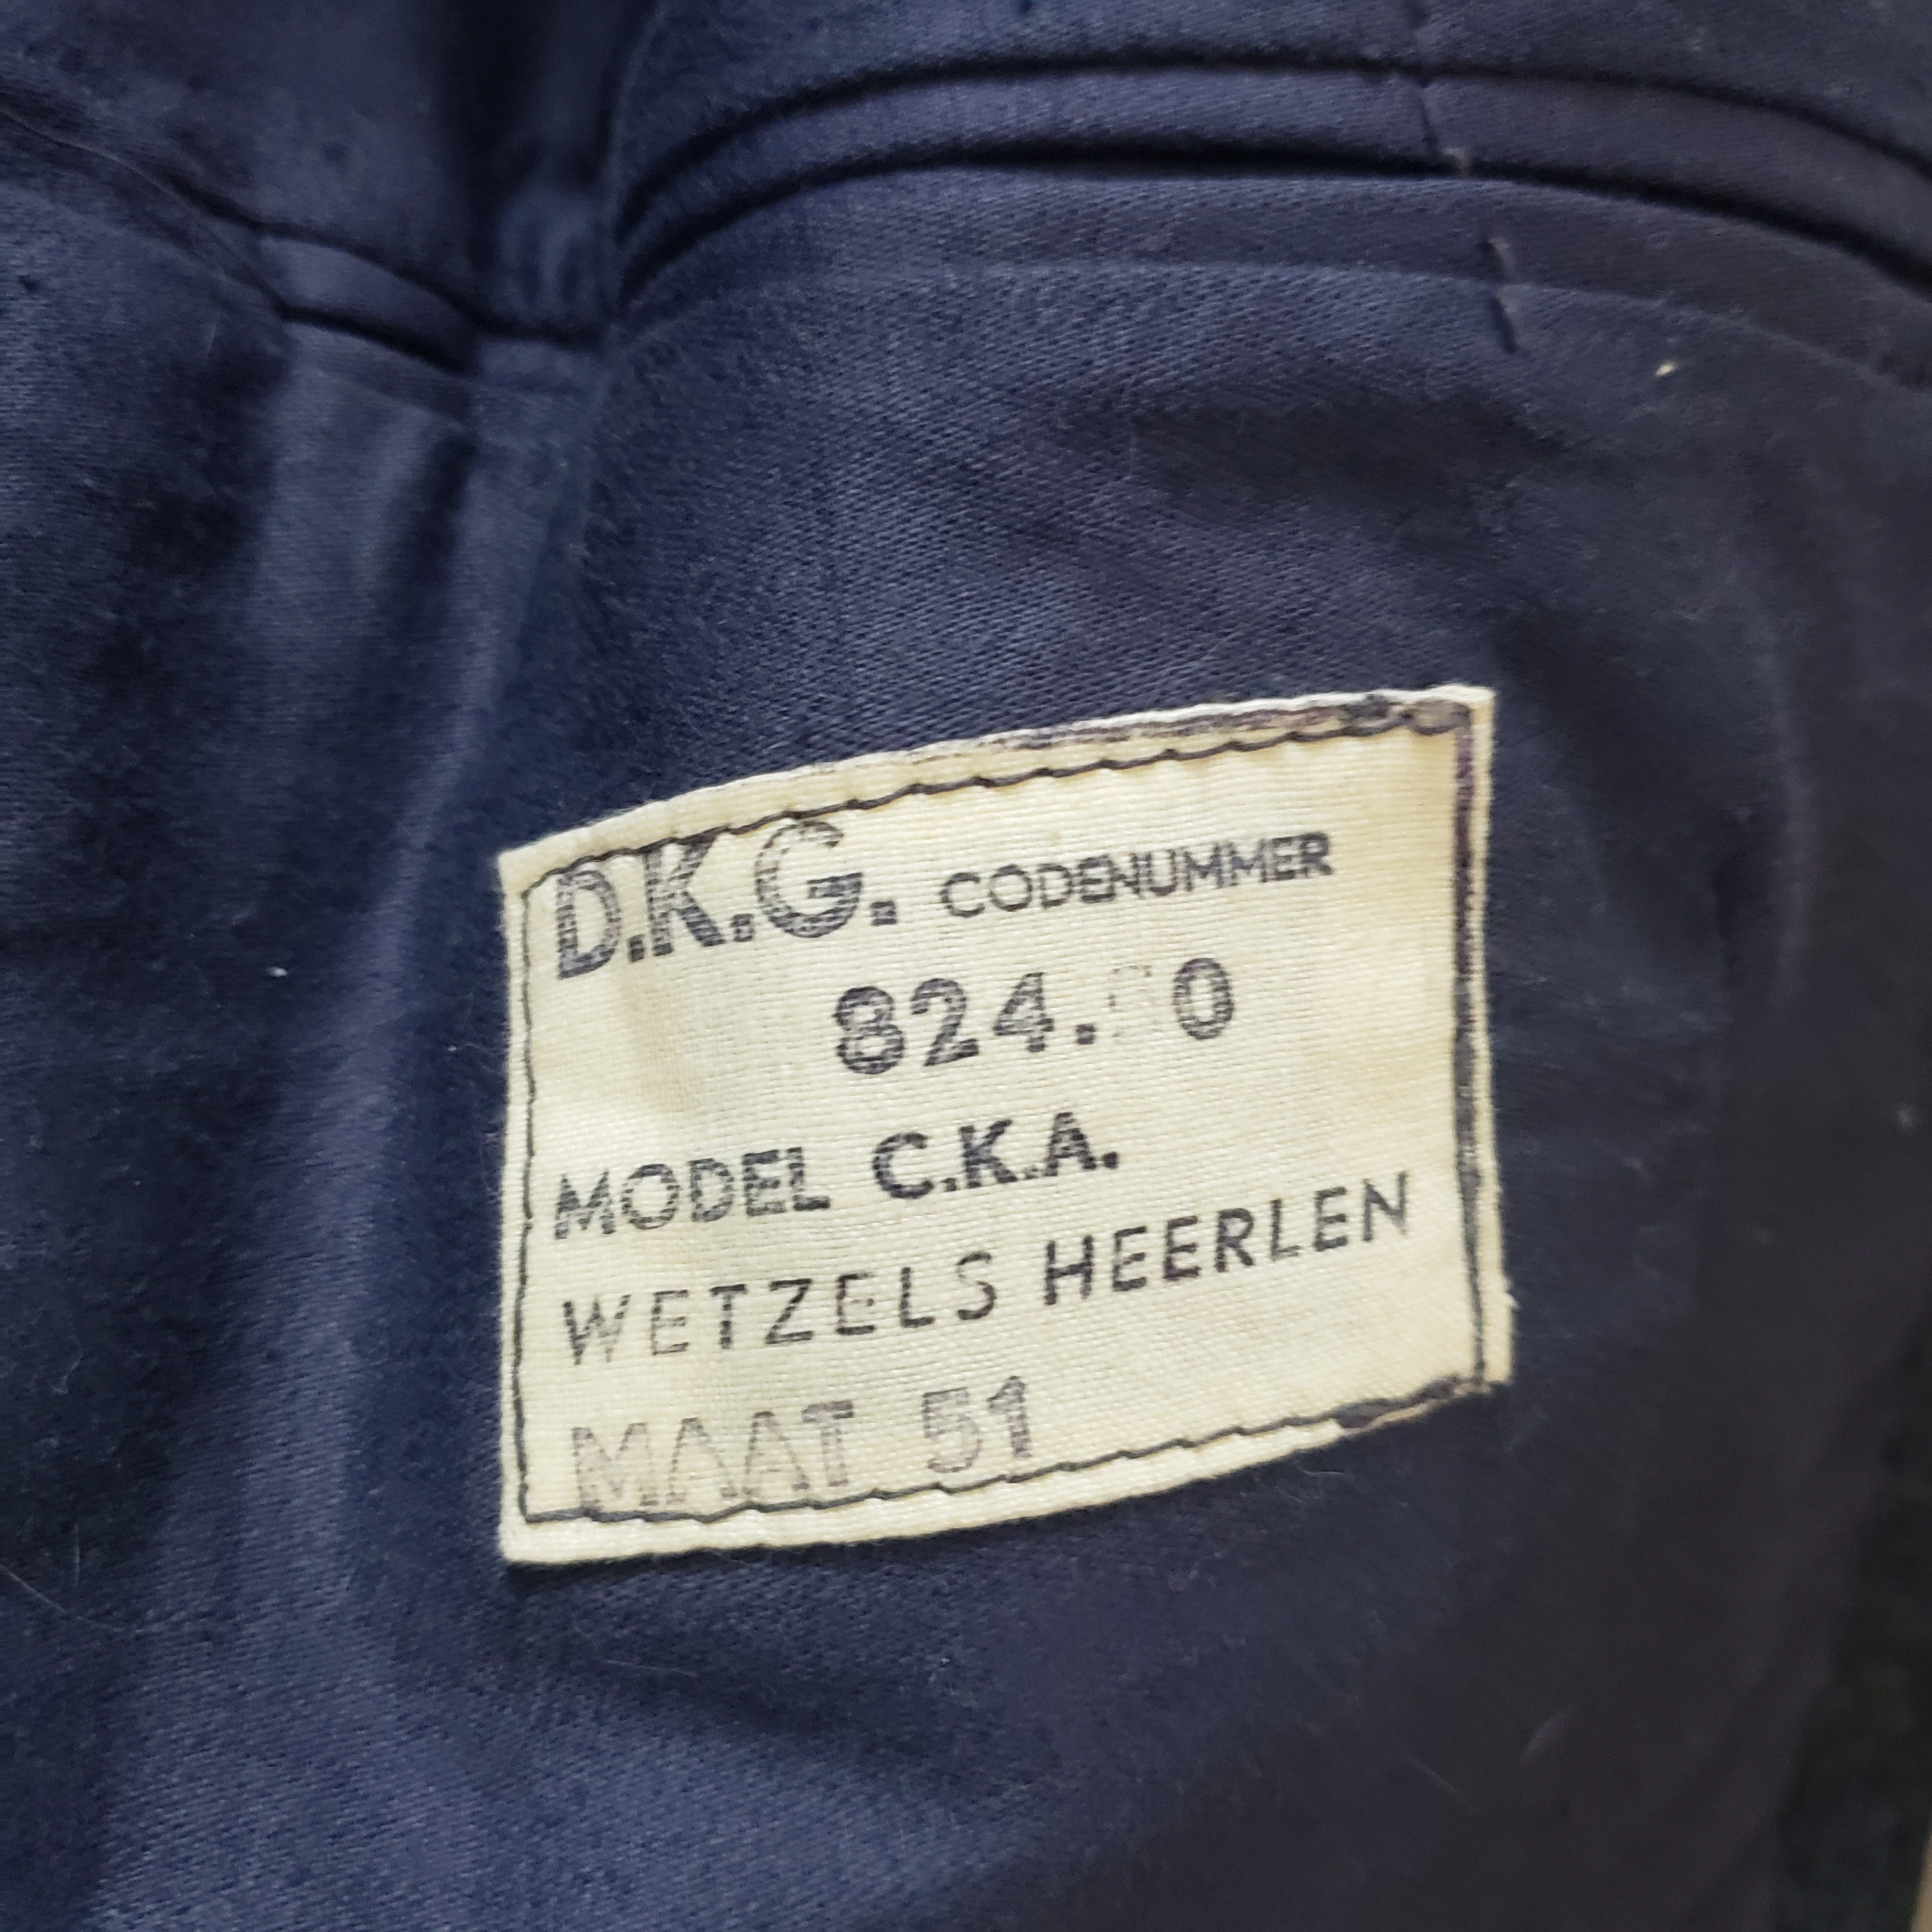 D.K.G. CODENUMMER
MODEL C.K.A.
WETZELS HEERLEN
MAAT 51